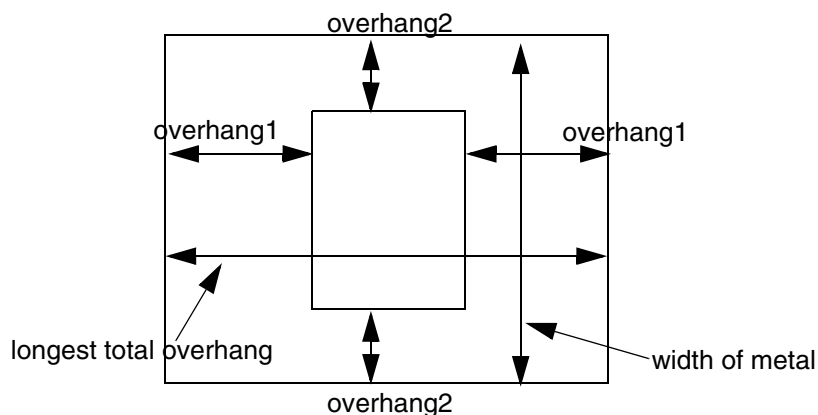 overhang2
overhang1
overhang1
longest total overhang
width of metal
overhang2